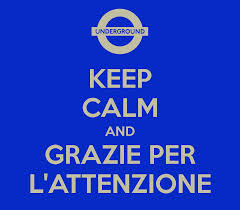 UNDERGROUND
KEEP
CALM
AND
GRAZIE PER
L'ATTENZIONE